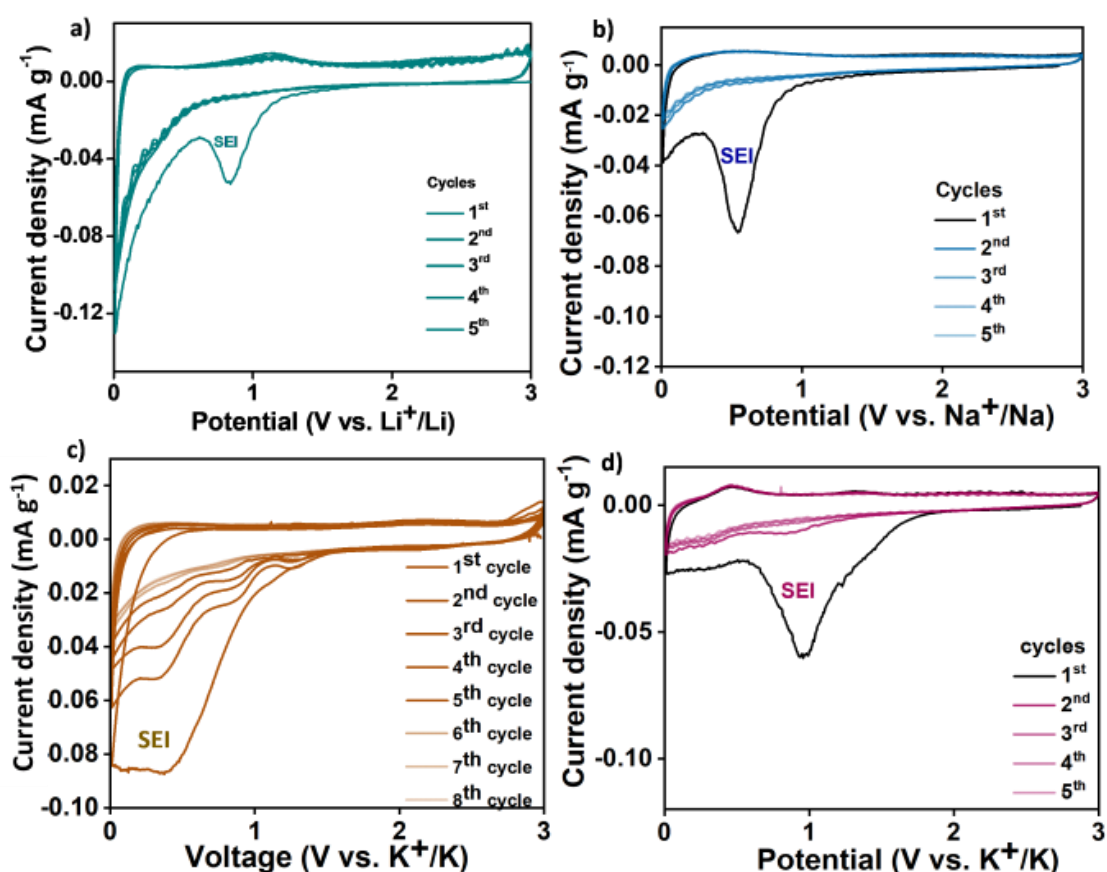 a)
0.00
-0.04
-0.08
-0.12
Current density (mA g⁻¹)
SEI
Cycles
1ˢᵗ
2ⁿᵈ
3ʳᵈ
4ᵗʰ
5ᵗʰ
0 1 2 3
Potential (V vs. Li⁺/Li)
b)
0.00
-0.02
-0.04
-0.06
-0.08
-0.10
-0.12
Current density (mA g⁻¹)
SEI
Cycles
1ˢᵗ
2ⁿᵈ
3ʳᵈ
4ᵗʰ
5ᵗʰ
0 1 2 3
Potential (V vs. Na⁺/Na)
c)
0.02
0.00
0.02
0.04
0.06
0.08
-0.10
Current density (mA g⁻¹)
SEI
1ˢᵗ cycle
2ⁿᵈ cycle
3ʳᵈ cycle
4ᵗʰ cycle
5ᵗʰ cycle
6ᵗʰ cycle
7ᵗʰ cycle
8ᵗʰ cycle
0 1 2 3
Voltage (V vs. K⁺/K)
d)
0.00
-0.05
-0.10
Current density (mA g⁻¹)
SEI
cycles
1ˢᵗ
2ⁿᵈ
3ʳᵈ
4ᵗʰ
5ᵗʰ
0 1 2 3
Potential (V vs. K⁺/K)